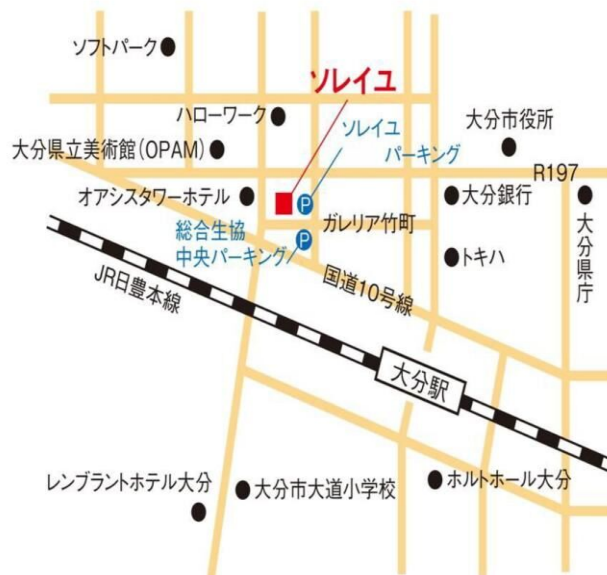 ソフトパーク
ソレイユ
ハローワーク
ソレイユ
パーキング
大分市役所
大分県立美術館(OPAM)
R197
オアシスタワーホテル
P
大分銀行
大分県庁
総合生協
中央パーキング
P
ガレリア竹町
トキハ
国道10号線
JR日豊本線
大分駅
レンブラントホテル大分
大分市大道小学校
ホルトホール大分